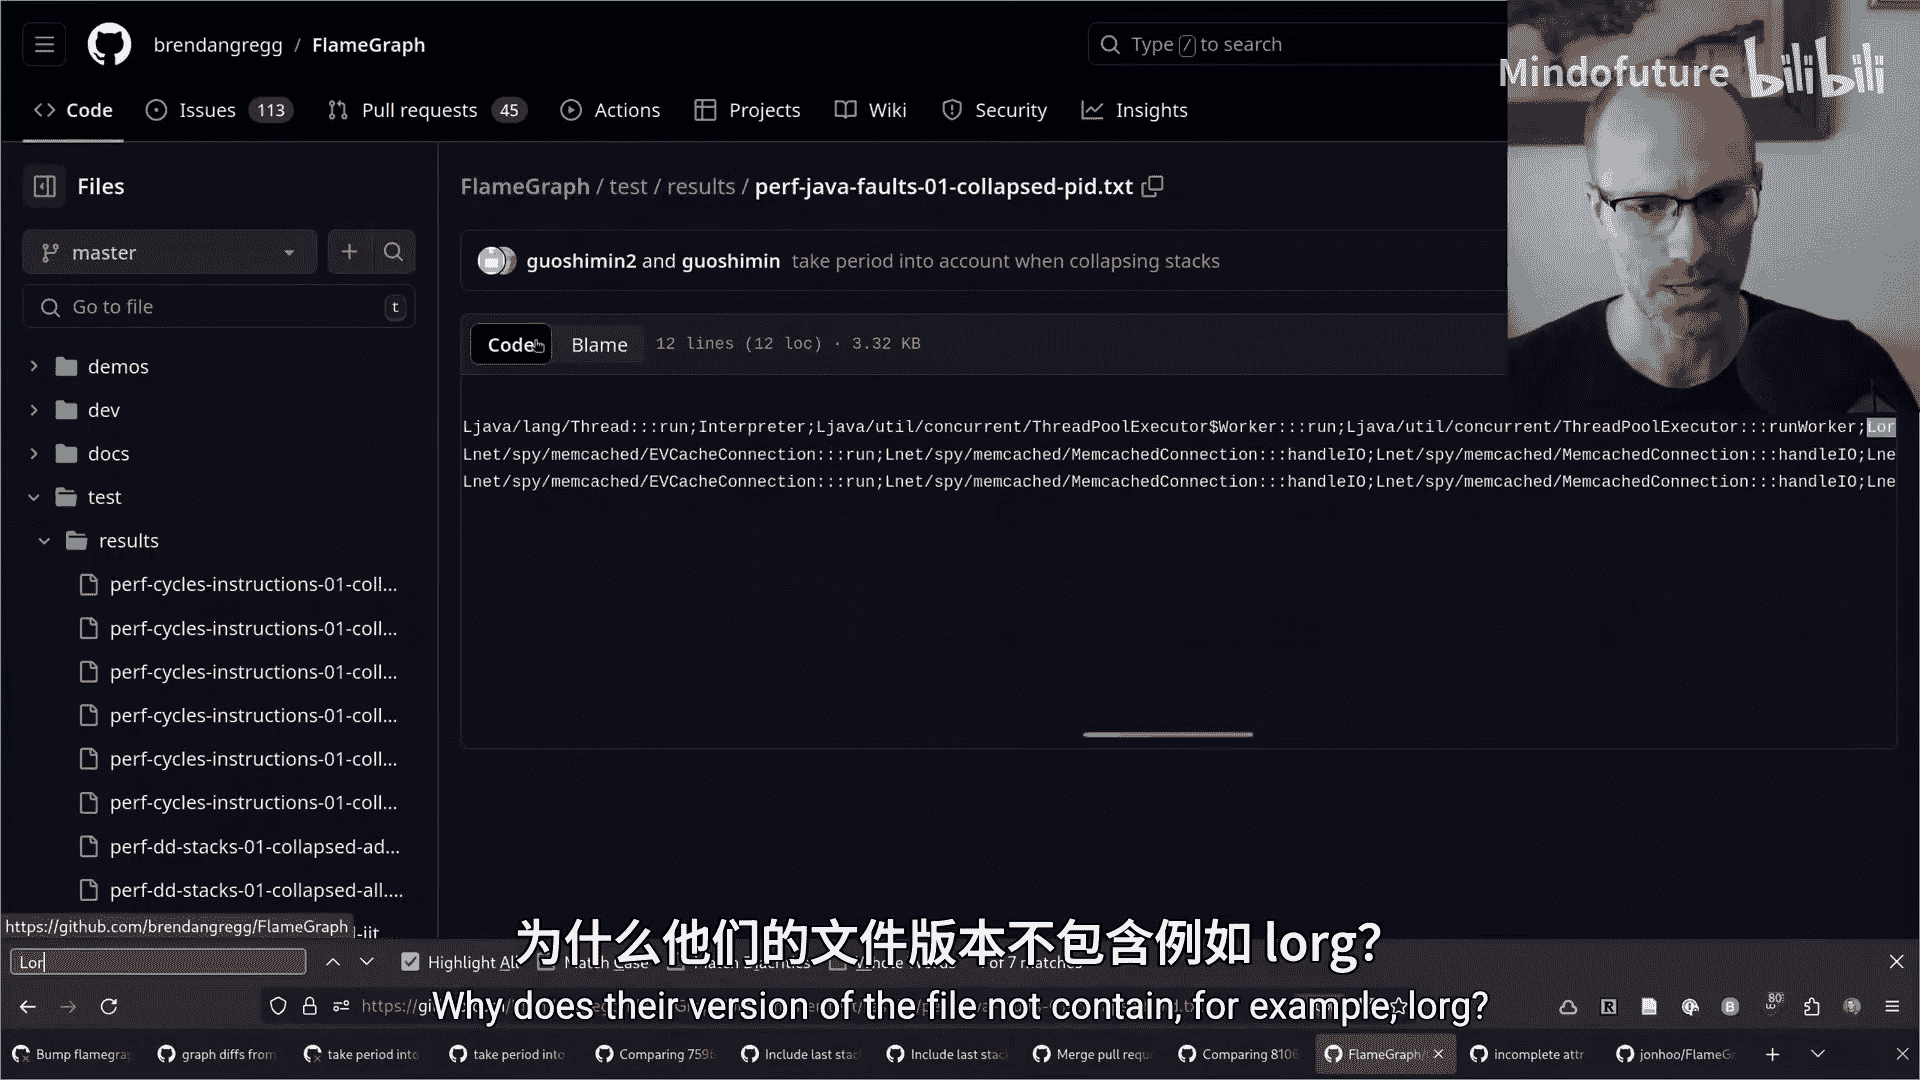 brendangregg / FlameGraph
Type / to search
Mindofuture bilibili
Code
Issues 113
Pull requests 45
Actions
Projects
Wiki
Security
Insights
Files
FlameGraph / test / results / perf-java-faults-01-collapsed-pid.txt
master
guoshimin2 and guoshimin take period into account when collapsing stacks
Go to file
t
Code
Blame
12 lines (12 loc) · 3.32 KB
demos
dev
docs
test
results
perf-cycles-instructions-01-coll...
perf-cycles-instructions-01-coll...
perf-cycles-instructions-01-coll...
perf-cycles-instructions-01-coll...
perf-cycles-instructions-01-coll...
perf-cycles-instructions-01-coll...
perf-dd-stacks-01-collapsed-ad...
perf-dd-stacks-01-collapsed-all....
Ljava/lang/Thread:::run;Interpreter;Ljava/util/concurrent/ThreadPoolExecutor$Worker:::run;Ljava/util/concurrent/ThreadPoolExecutor:::runWorker;Lor
Lnet/spy/memcached/EVCacheConnection:::run;Lnet/spy/memcached/MemcachedConnection:::handleIO;Lnet/spy/memcached/MemcachedConnection:::handleIO;Lne
Lnet/spy/memcached/EVCacheConnection:::run;Lnet/spy/memcached/MemcachedConnection:::handleIO;Lnet/spy/memcached/MemcachedConnection:::handleIO;Lne
https://github.com/brendangregg/FlameGraph
为什么他们的文件版本不包含例如 lorg?
Lor
Highlight All
Match Case
Whole Words
of 7 matches
Why does their version of the file not contain, for example, lorg?
Bump flamegra
graph diffs from
take period into
take period into
Comparing 759
Include last stac
Include last stac
Merge pull requ
Comparing 8106
FlameGraph/
incomplete attr
jonhoo/FlameGr